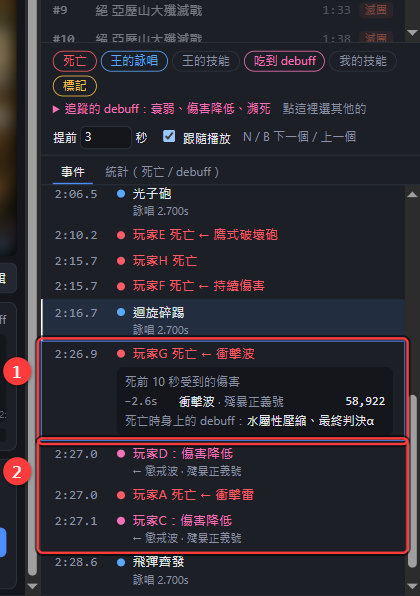 #9 絕 亞歷山大殲滅戰 1:33 滅團
#10 絕 亞歷山大殲滅戰 1:38 滅團
死亡 王的詠唱 王的技能 吃到 debuff 我的技能
標記
▶ 追蹤的 debuff：衰弱、傷害降低、瀕死 點這裡選其他的
提前 3 秒 跟隨播放 N / B 下一個 / 上一個
事件 統計 ( 死亡 / debuff )
2:06.5 光子砲
詠唱 2.700s
2:10.2 玩家E 死亡 ← 鷹式破壞砲
2:15.7 玩家H 死亡
2:15.7 玩家F 死亡 ← 持續傷害
2:16.7 迴旋碎踢
詠唱 2.700s
2:26.9 玩家G 死亡 ← 衝擊波
死前 10 秒受到的傷害
−2.6s 衝擊波 · 殘暴正義號 58,922
死亡時身上的 debuff：水屬性壓縮、最終判決α
1
2:27.0 玩家D：傷害降低
← 懲戒波 · 殘暴正義號
2
2:27.0 玩家A 死亡 ← 衝擊雷
2:27.1 玩家C：傷害降低
← 懲戒波 · 殘暴正義號
2:28.6 飛彈齊發
詠唱 2.700s